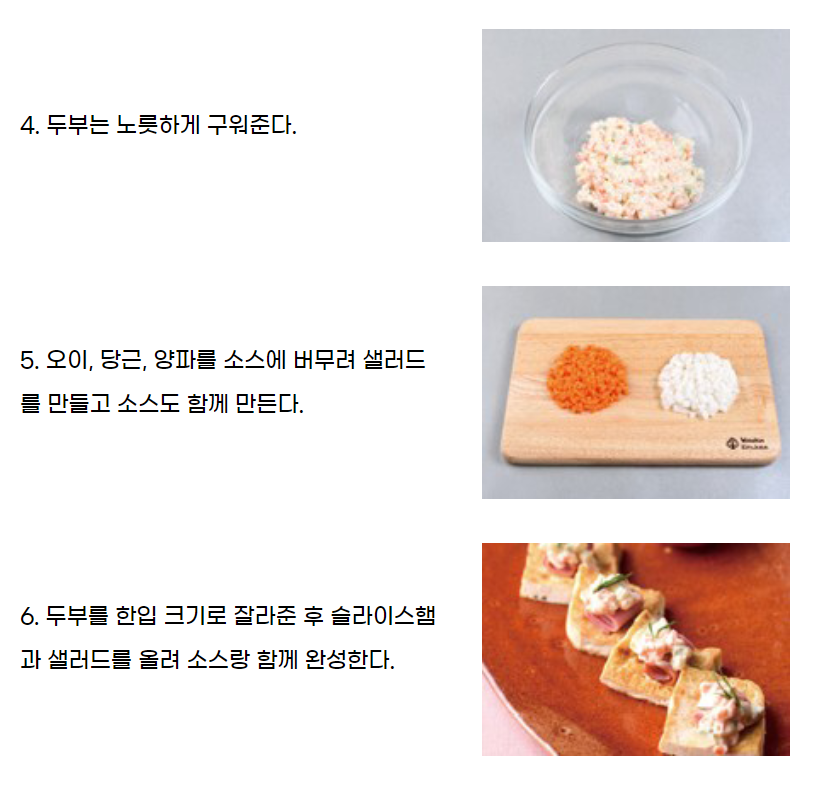 4. 두부는 노릇하게 구워준다.
5. 오이, 당근, 양파를 소스에 버무려 샐러드
를 만들고 소스도 함께 만든다.
6. 두부를 한입 크기로 잘라준 후 슬라이스햄
과 샐러드를 올려 소스랑 함께 완성한다.